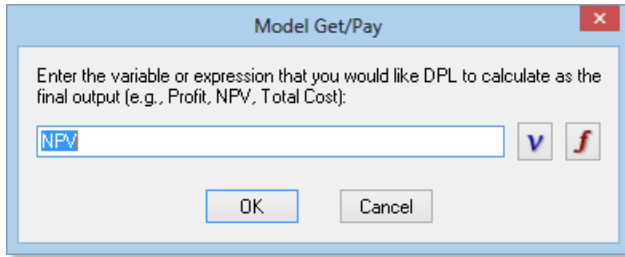 Model Get/Pay
Enter the variable or expression that you would like DPL to calculate as the
final output (e.g., Profit, NPV, Total Cost):
NPV
v f
OK Cancel